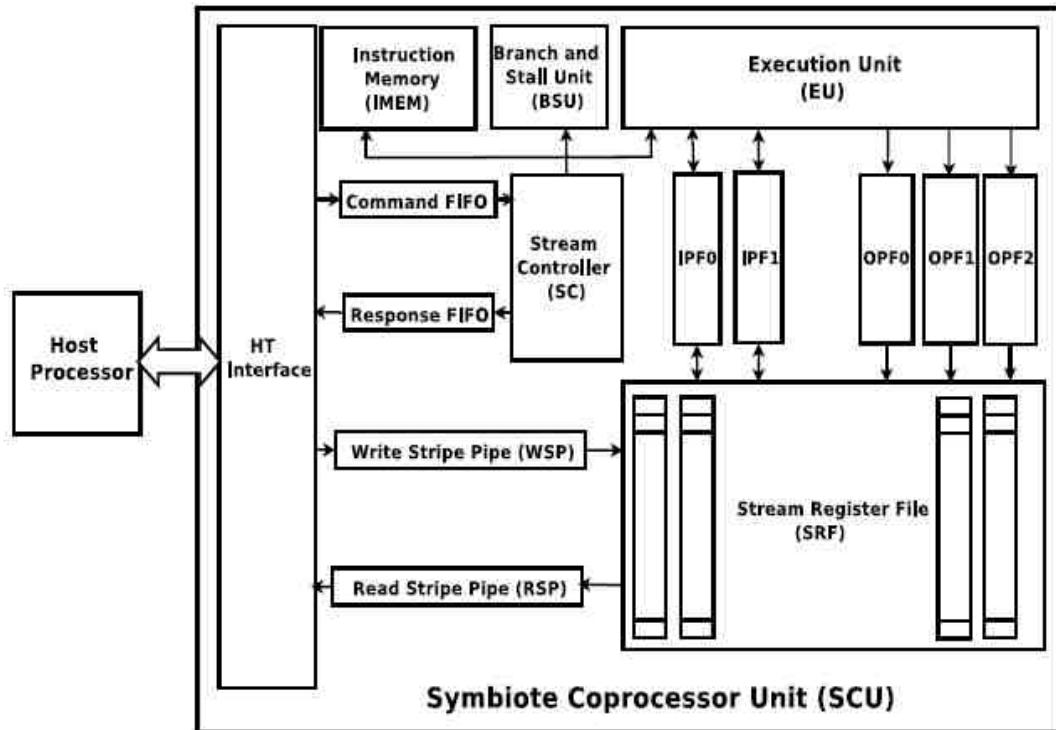 Instruction
Memory
(IMEM)
Branch and
Stall Unit
(BSU)
Execution Unit
(EU)
Command FIFO
Stream
Controller
(SC)
IPF0
IPF1
OPF0
OPF1
OPF2
Response FIFO
Host
Processor
HT
Interface
Write Stripe Pipe (WSP)
Stream Register File
(SRF)
Read Stripe Pipe (RSP)
Symbiote Coprocessor Unit (SCU)